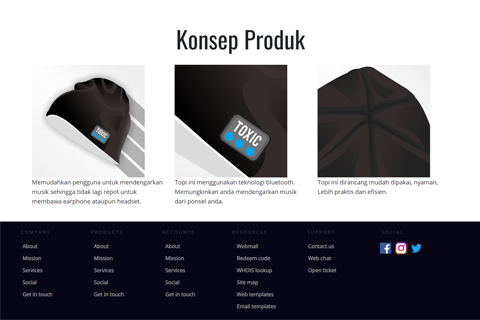 Konsep Produk
TOXIC
TOXIC
Memudahkan pengguna untuk mendengarkan
musik sehingga tidak lagi repot untuk
membawa earphone ataupun headset.
Topi ini menggunakan teknologi bluetooth.
Memungkinkan anda mendengarkan musik
dari ponsel anda.
Topi ini dirancang mudah dipakai, nyaman,
Lebih praktis dan efisien.
COMPANY
About
Mission
Services
Social
Get in touch
PRODUCTS
About
Mission
Services
Social
Get in touch
ACCOUNTS
About
Mission
Services
Social
Get in touch
RESOURCES
Webmail
Redeem code
WHOIS lookup
Site map
Web templates
Email templates
SUPPORT
Contact us
Web chat
Open ticket
SOCIAL